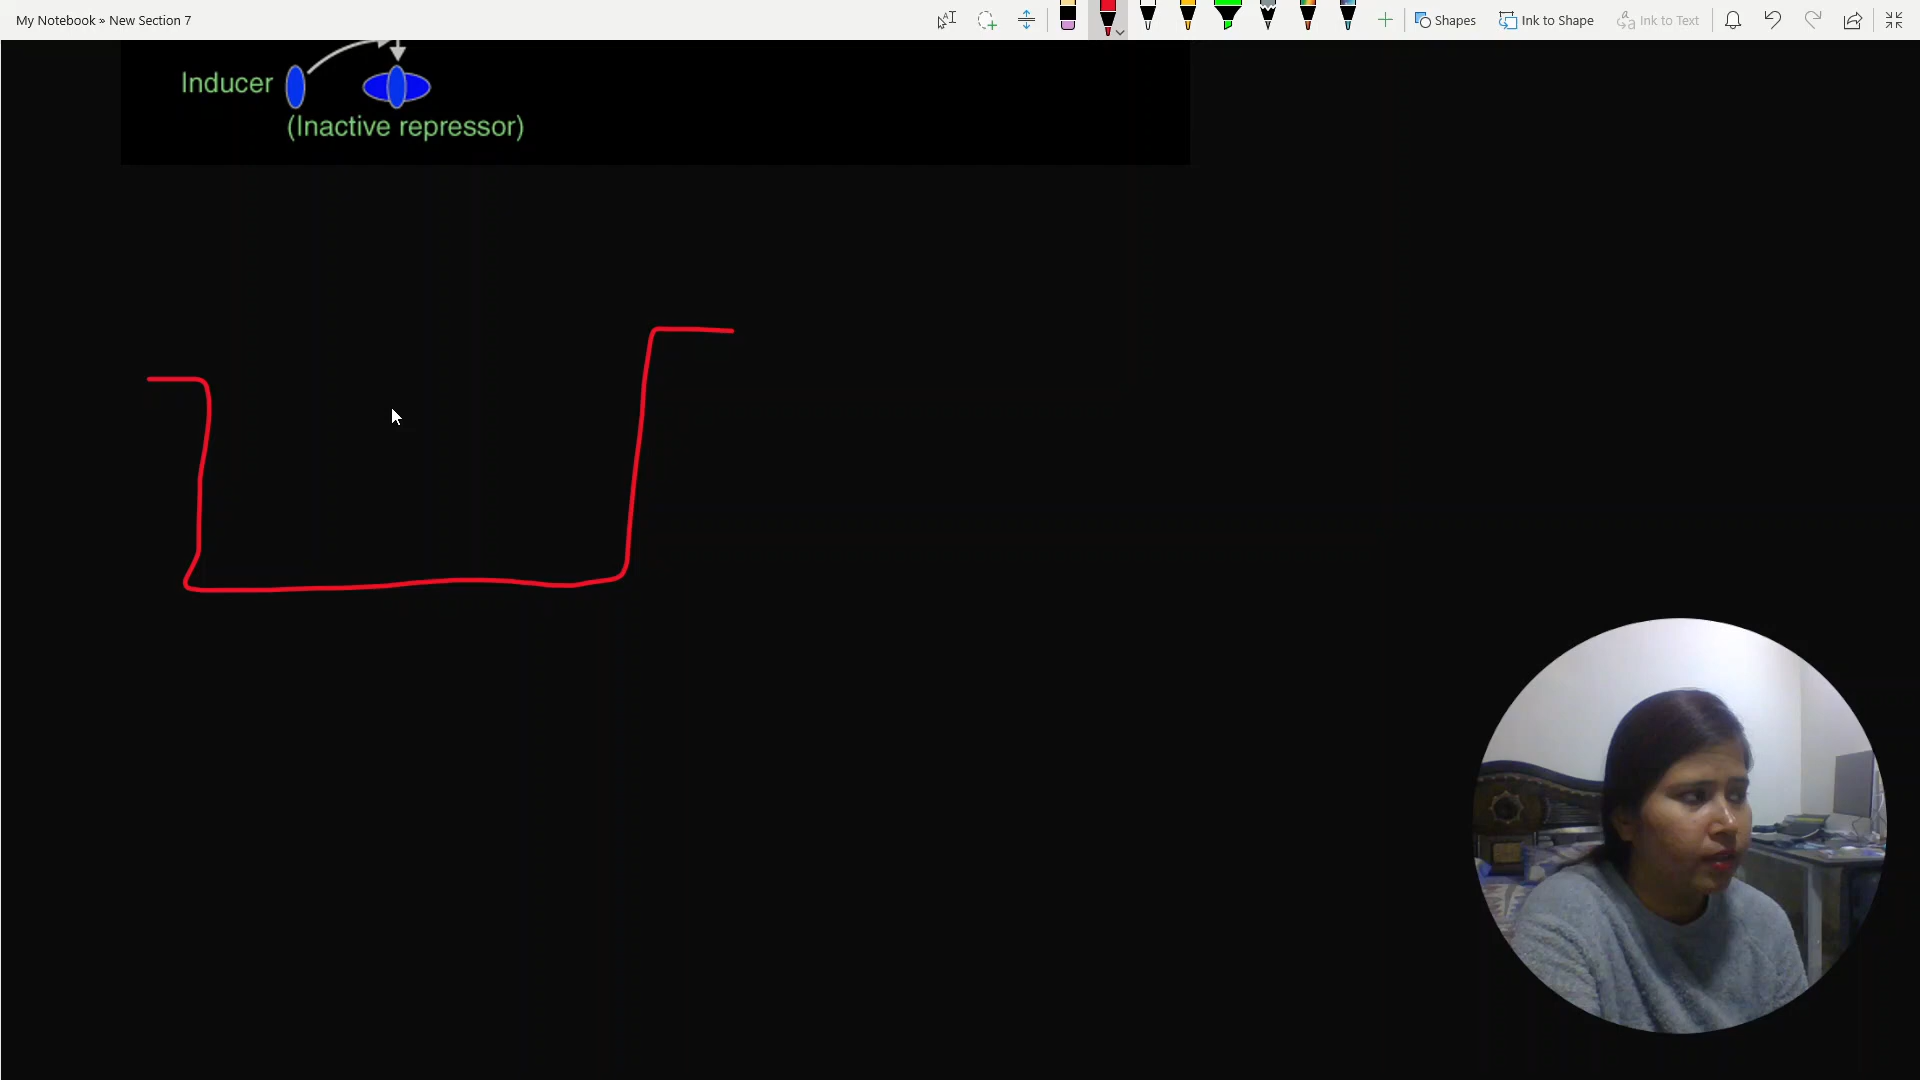 My Notebook » New Section 7
Shapes
Ink to Shape
Ink to Text
Inducer
(Inactive repressor)